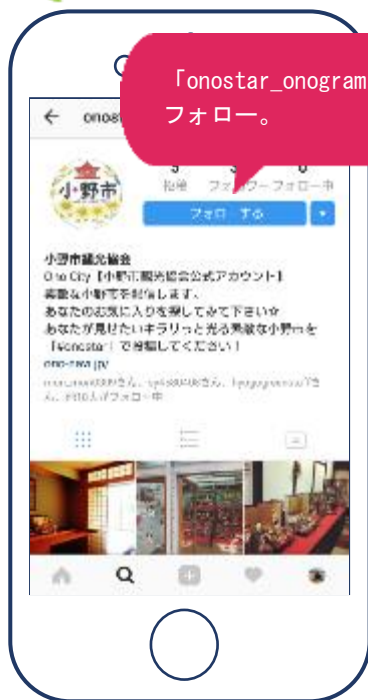 「onostar_onogram
フォロー。
onos
小野市
投稿
フォロワー
フォロー中
フォローする
小野市観光協会
Ono City【小野市観光協会公式アカウント】
素敵な小野市を配信します。
あなたのお気に入りを探してみて下さい☆
あなたが見せたいキラリっと光る素敵な小野市を
「#onostar」で投稿してください！
ono-navi.jp/